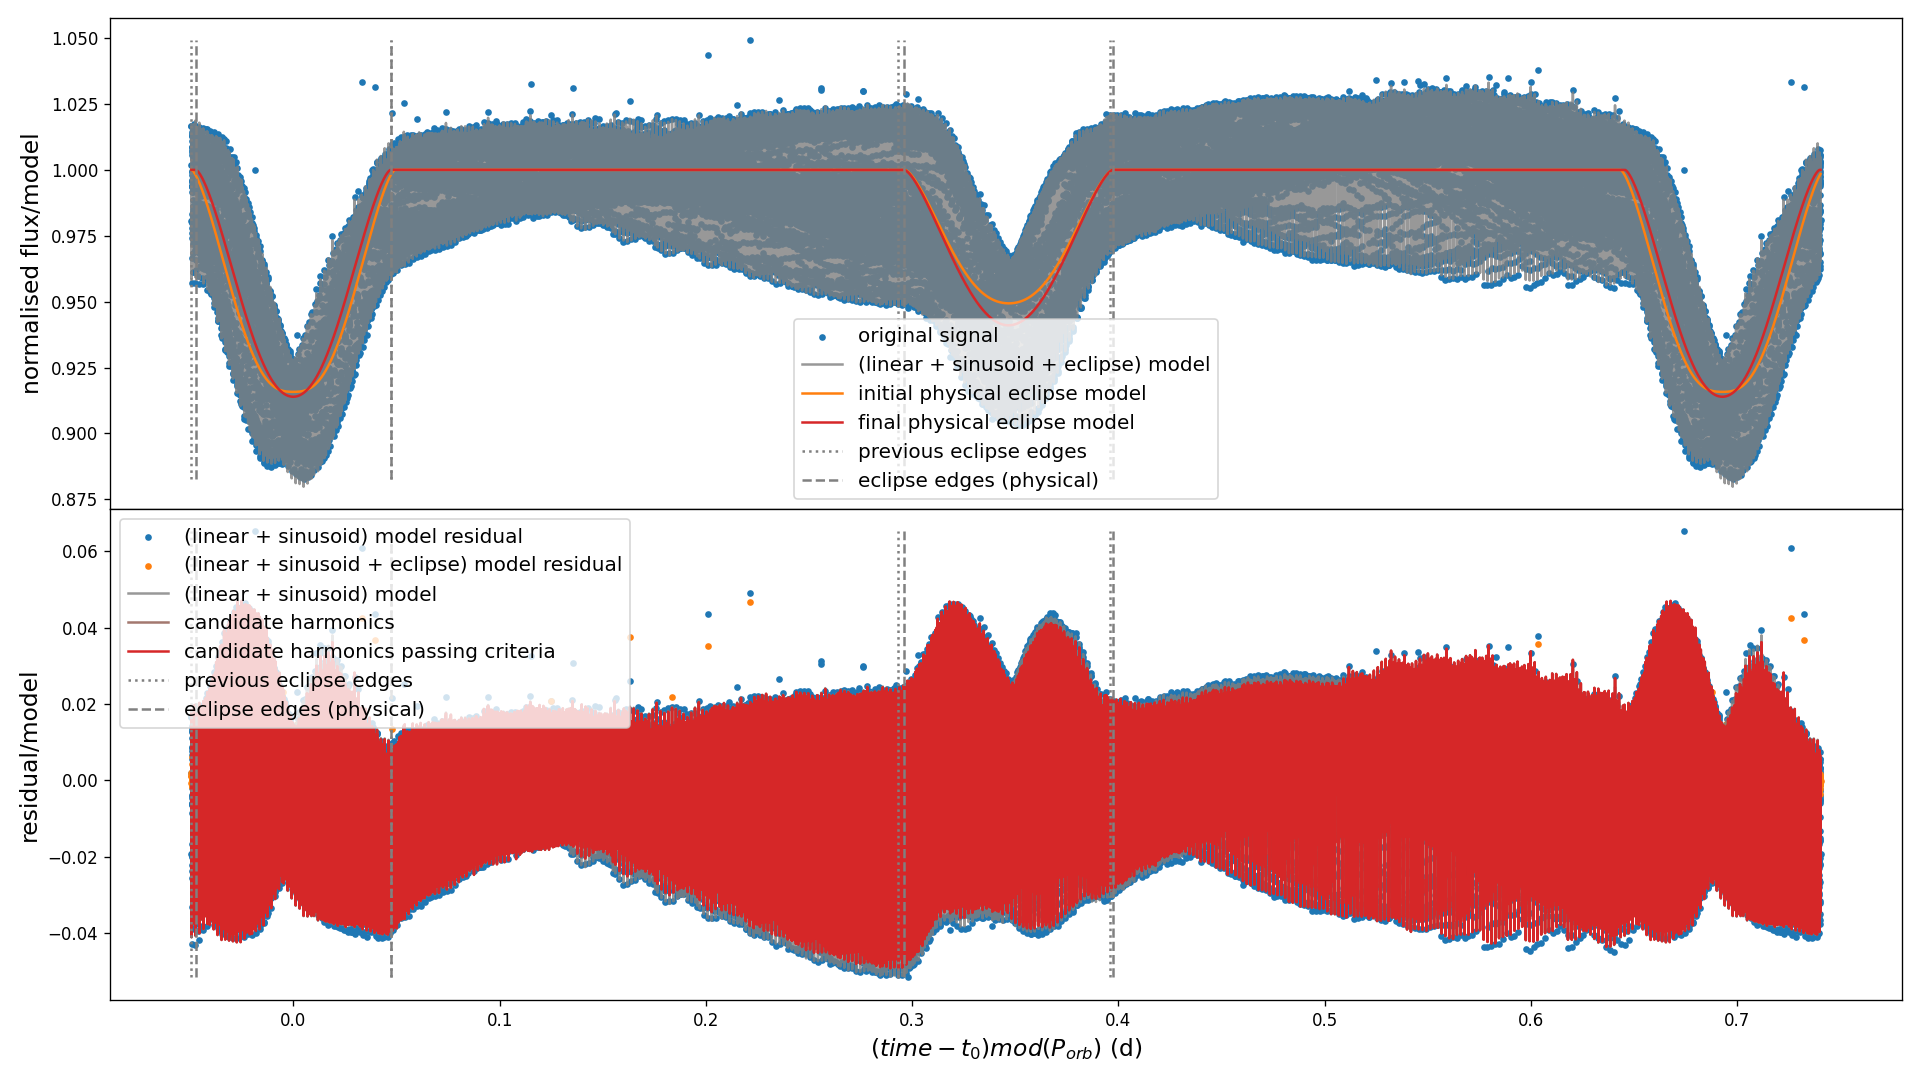 1.050
1.025
1.000
0.975
0.950
0.925
0.900
0.875
normalised flux/model
original signal
(linear + sinusoid + eclipse) model
initial physical eclipse model
final physical eclipse model
previous eclipse edges
eclipse edges (physical)
0.06
0.04
0.02
0.00
−0.02
−0.04
residual/model
(linear + sinusoid) model residual
(linear + sinusoid + eclipse) model residual
(linear + sinusoid) model
candidate harmonics
candidate harmonics passing criteria
previous eclipse edges
eclipse edges (physical)
0.0 0.1 0.2 0.3 0.4 0.5 0.6 0.7
(time − t₀)mod(P_orb) (d)